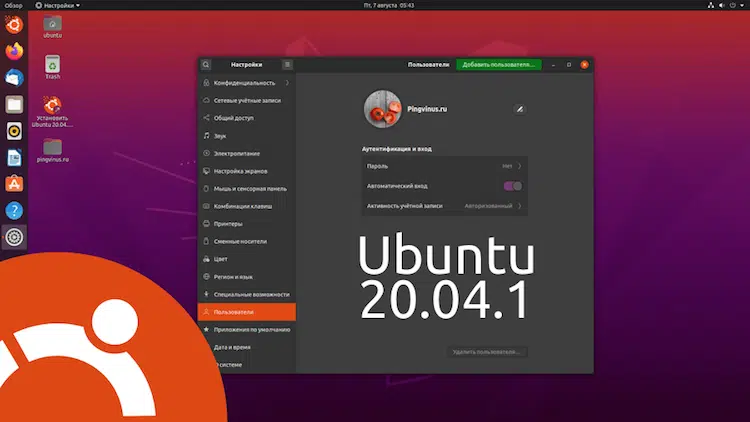 Обзор
Настройки
Пт, 7 августа 05:43
ubuntu
Trash
Установить
Ubuntu 20.04....
pingvinus.ru
Настройки
Пользователи
Добавить пользователя...
Конфиденциальность
Сетевые учётные записи
Общий доступ
Звук
Электропитание
Настройка экранов
Мышь и сенсорная панель
Комбинации клавиш
Принтеры
Сменные носители
Цвет
Регион и язык
Специальные возможности
Пользователи
Приложения по умолчанию
Дата и время
О системе
Pingvinus.ru
Аутентификация и вход
Пароль
Нет
Автоматический вход
Активность учётной записи
Авторизованный
Ubuntu
20.04.1
Удалить пользователя...